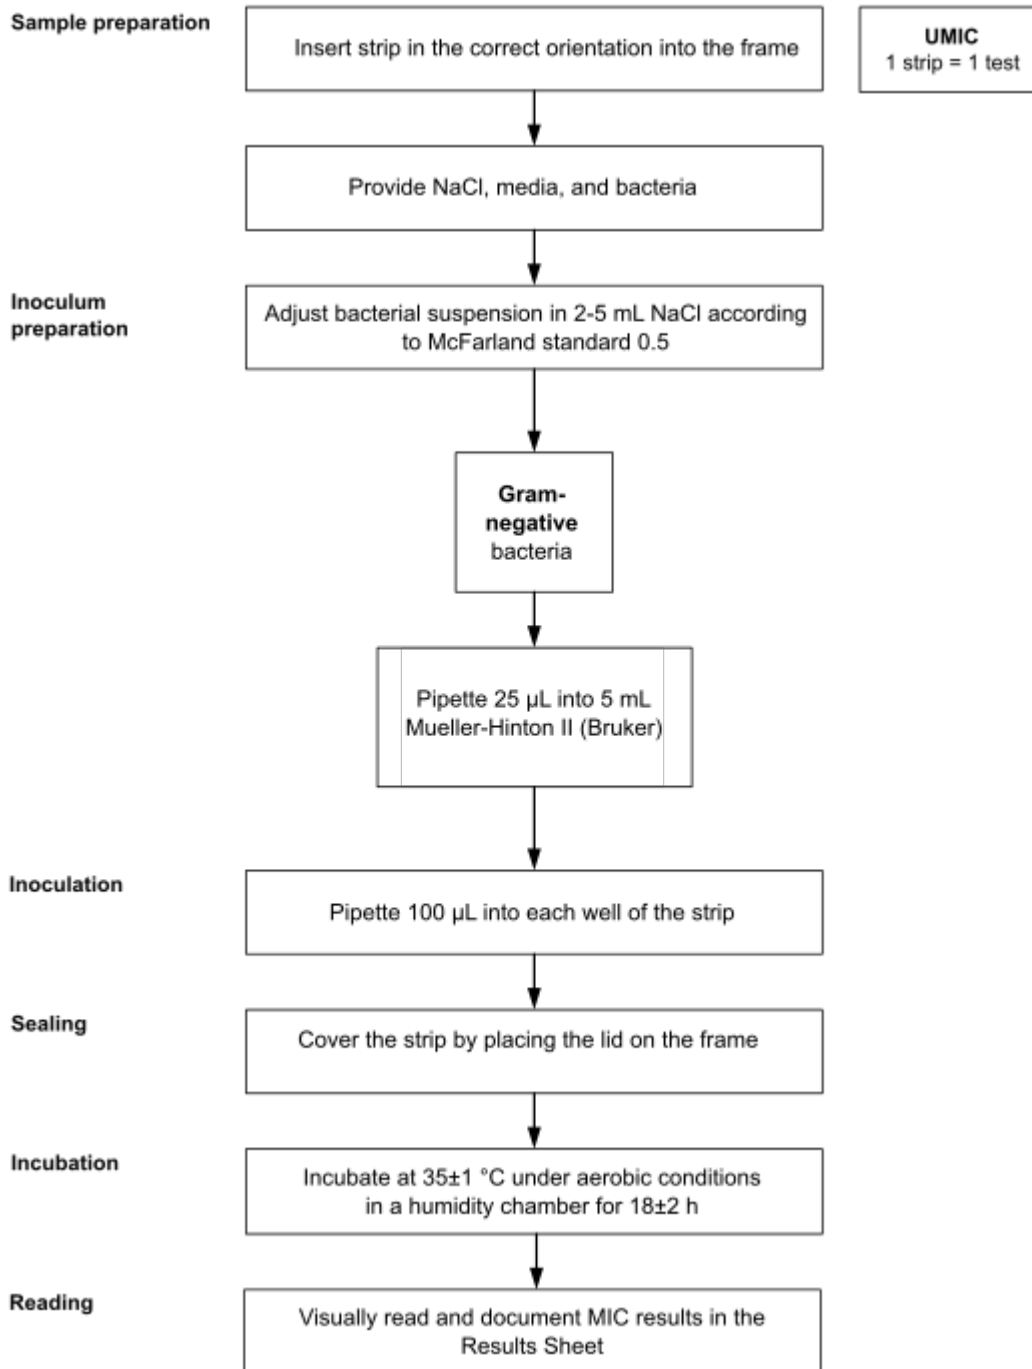 Sample preparation
Insert strip in the correct orientation into the frame
UMIC
1 strip = 1 test
Provide NaCl, media, and bacteria
Inoculum
preparation
Adjust bacterial suspension in 2-5 mL NaCl according
to McFarland standard 0.5
Gram-
negative
bacteria
Pipette 25 µL into 5 mL
Mueller-Hinton II (Bruker)
Inoculation
Pipette 100 µL into each well of the strip
Sealing
Cover the strip by placing the lid on the frame
Incubation
Incubate at 35±1 °C under aerobic conditions
in a humidity chamber for 18±2 h
Reading
Visually read and document MIC results in the
Results Sheet